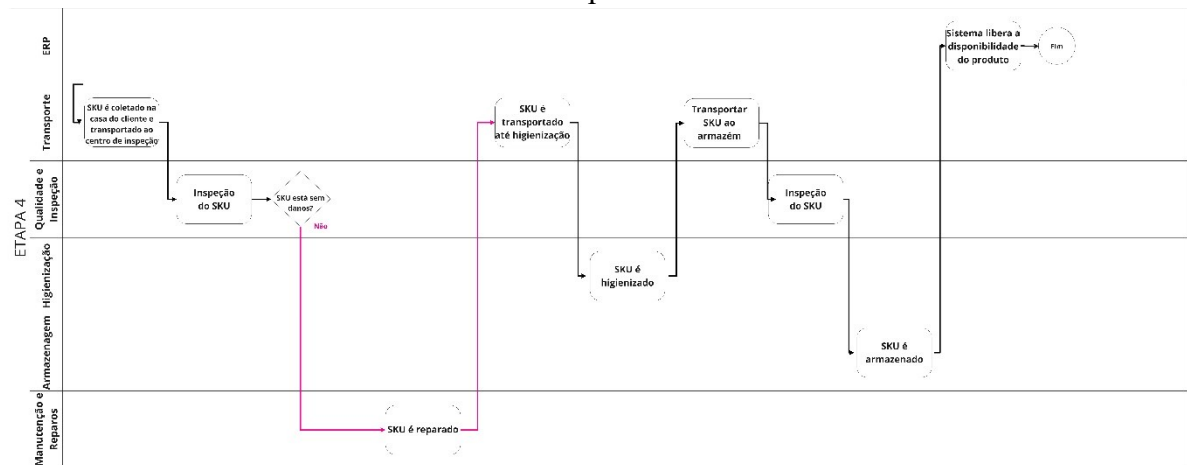 ETAPA 4
ERP
Sistema libera a
disponibilidade
do produto
Fim
Transporte
SKU é coletado na
casa do cliente e
transportado ao
centro de inspeção
SKU é
transportado
até higienização
Transportar
SKU ao
armazém
Qualidade e
Inspeção
Inspeção
do SKU
SKU está sem
danos?
Não
Inspeção
do SKU
Higienização
SKU é
higienizado
Armazenagem
SKU é
armazenado
Manutenção e
Reparos
SKU é reparado